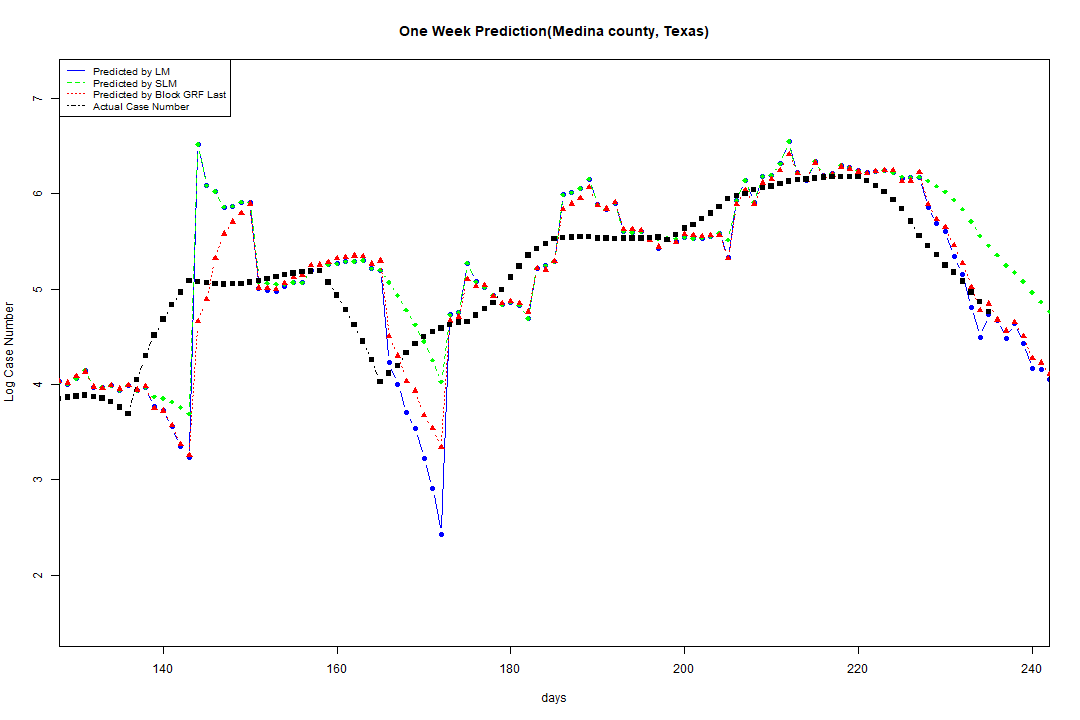 One Week Prediction(Medina county, Texas)
Predicted by LM
Predicted by SLM
Predicted by Block GRF Last
Actual Case Number
7
6
5
4
3
2
Log Case Number
140 160 180 200 220 240
days